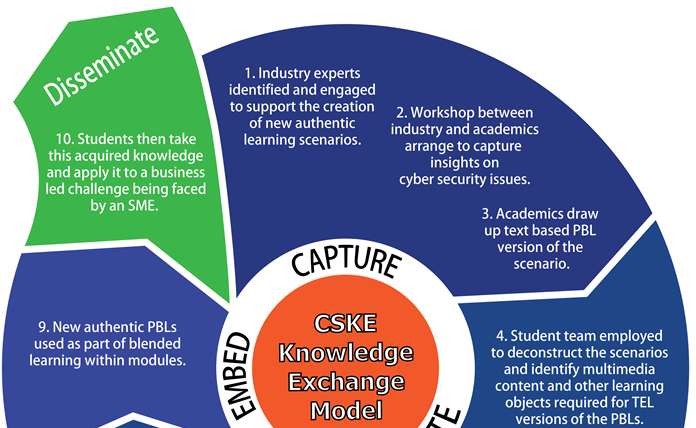 Disseminate
10. Students then take
this acquired knowledge
and apply it to a business
led challenge being faced
by an SME.
1. Industry experts
identified and engaged
to support the creation
of new authentic
learning scenarios.
2. Workshop between
industry and academics
arrange to capture
insights on
cyber security issues.
3. Academics draw
up text based PBL
version of the
scenario.
4. Student team employed
to deconstruct the scenarios
and identify multimedia
content and other learning
objects required for TEL
versions of the PBLs.
9. New authentic PBLs
used as part of blended
learning within modules.
CAPTURE
EMBED
CSKE
Knowledge
Exchange
Model